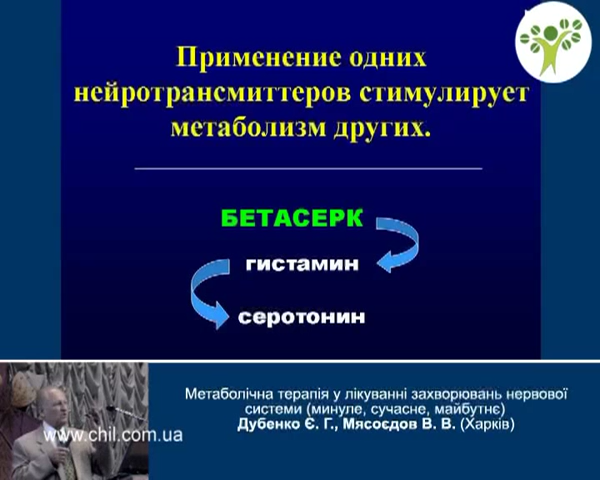 Применение одних
нейротрансмиттеров стимулирует
метаболизм других.
БЕТАСЕРК
гистамин
серотонин
Метаболічна терапія у лікуванні захворювань нервової
системи (минуле, сучасне, майбутнє)
Дубенко Є. Г., Мясоєдов В. В. (Харків)
www.chil.com.ua